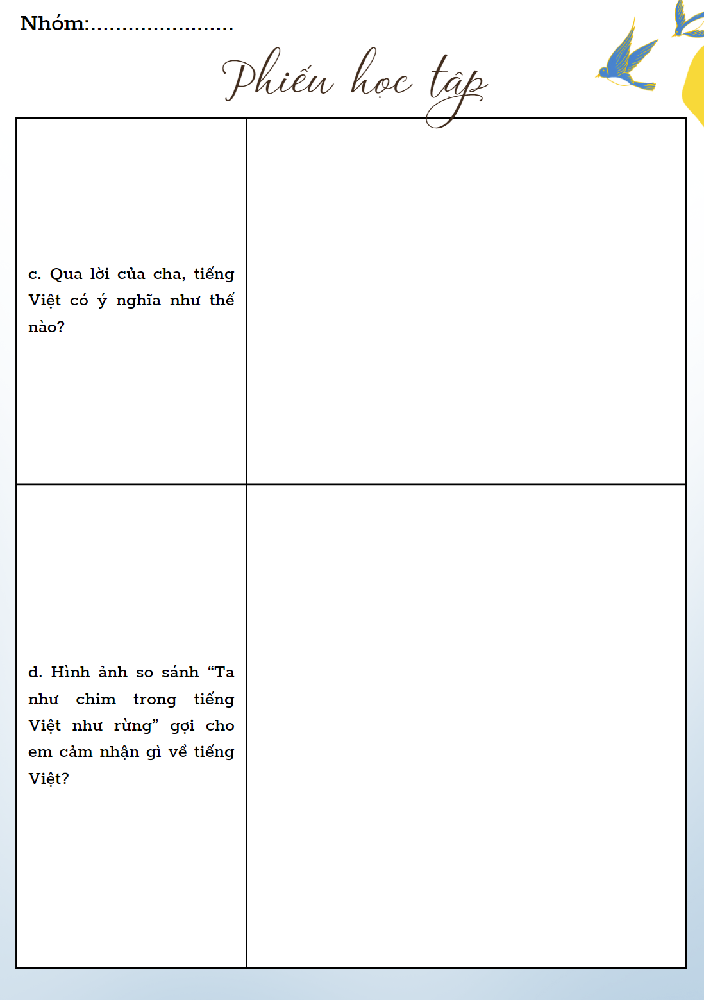 Nhóm:.......................
Phiếu học tập
c. Qua lời của cha, tiếng
Việt có ý nghĩa như thế
nào?
d. Hình ảnh so sánh “Ta
như chim trong tiếng
Việt như rừng” gợi cho
em cảm nhận gì về tiếng
Việt?